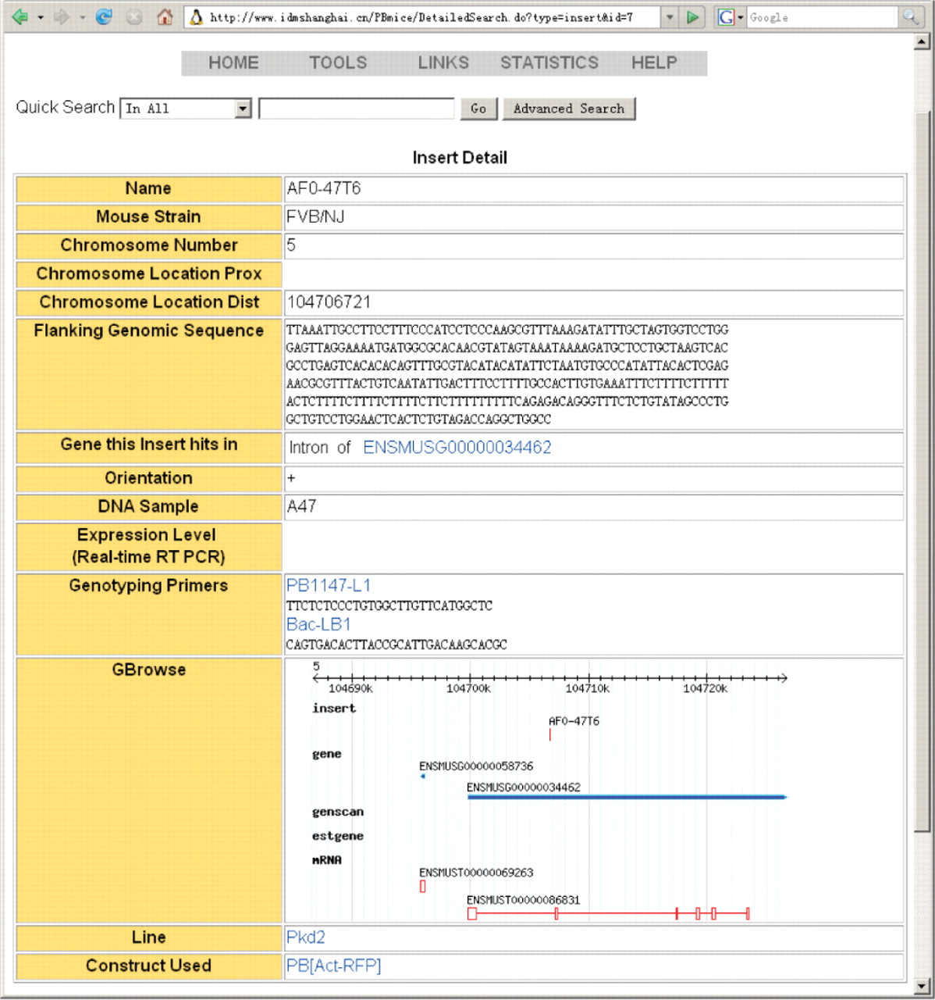 http://www.idmshanghai.cn/PBmice/DetailedSearch.do?type=insert&id=7
G
Google
HOME TOOLS LINKS STATISTICS HELP
Quick Search In All Go Advanced Search
Insert Detail
Name AF0-47T6
Mouse Strain FVB/NJ
Chromosome Number 5
Chromosome Location Prox
Chromosome Location Dist 104706721
Flanking Genomic Sequence TTAAATTGCCTTCCTTTCCCATCCTCCCAAGCGTTTAAAGATATTTGCTAGTGGTCCTGG
GAGTTAGGAAAATGATGGCGCACAACGTATAGTAAATAAAAGATGCTCCTGCTAAGTCAC
GCCTGAGTCACACACAGTTTGCGTACATACATATTCTAATGTGCCCATATTACACTCGAG
AACGCGTTTACTGTCAATATTGACTTTCCTTTTGCCACTTGTGAAATTTCTTTTCTTTTT
ACTCTTTTCTTTTCTTTTCTTCTTTTTTTTTCAGAGACAGGGTTTCTCTGTATAGCCCTG
GCTGTCCTGGAACTCACTCTGTAGACCAGGCTGGCC
Gene this Insert hits in Intron of ENSMUSG00000034462
Orientation +
DNA Sample A47
Expression Level
(Real-time RT PCR)
Genotyping Primers PB1147-L1
TTCTCTCCCTGTGGCTTGTTCATGGCTC
Bac-LB1
CAGTGACACTTACCGCATTGACAAGCACGC
GBrowse
5
104690k 104700k 104710k 104720k
insert
AF0-47T6
gene
ENSMUSG00000058736
ENSMUSG00000034462
genscan
estgene
mRNA
ENSMUST00000069263
ENSMUST00000086831
Line Pkd2
Construct Used PB[Act-RFP]